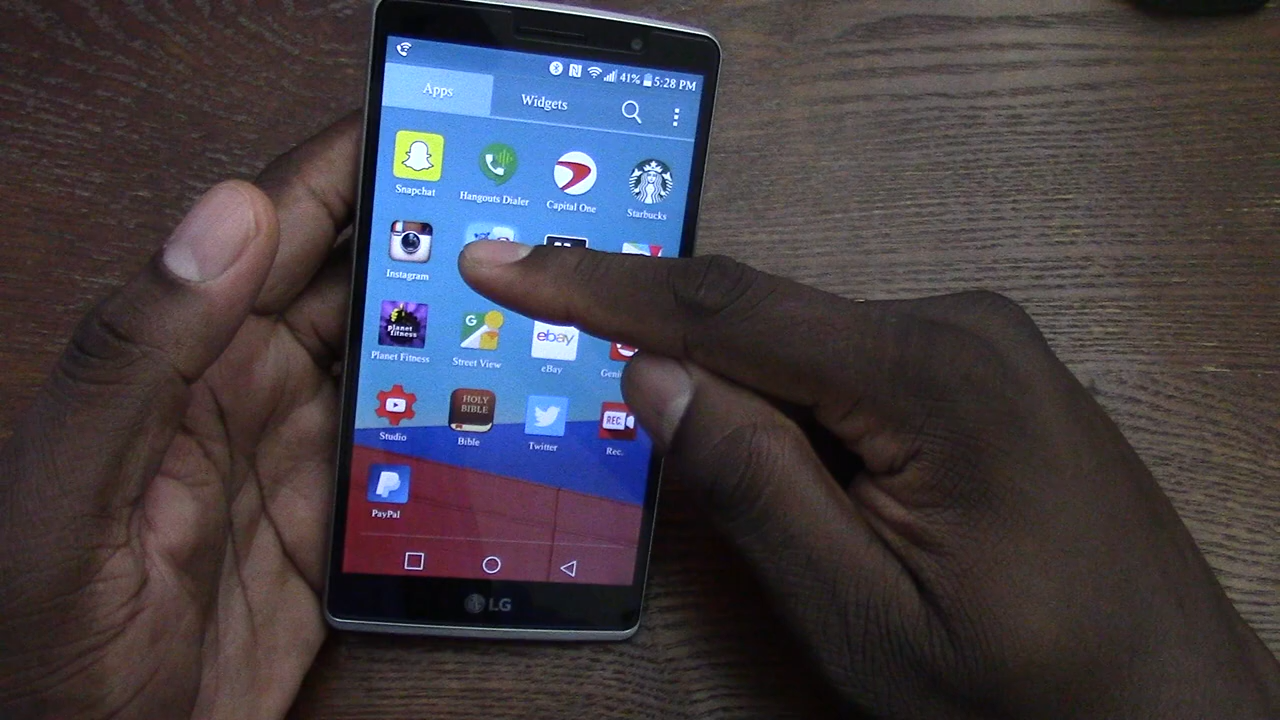 41% 5:28 PM
Apps Widgets
Snapchat Hangouts Dialer Capital One Starbucks
Instagram
planet fitness
G
ebay
Planet Fitness Street View eBay
HOLY BIBLE
REC.
Studio Bible Twitter Rec.
PayPal
LG